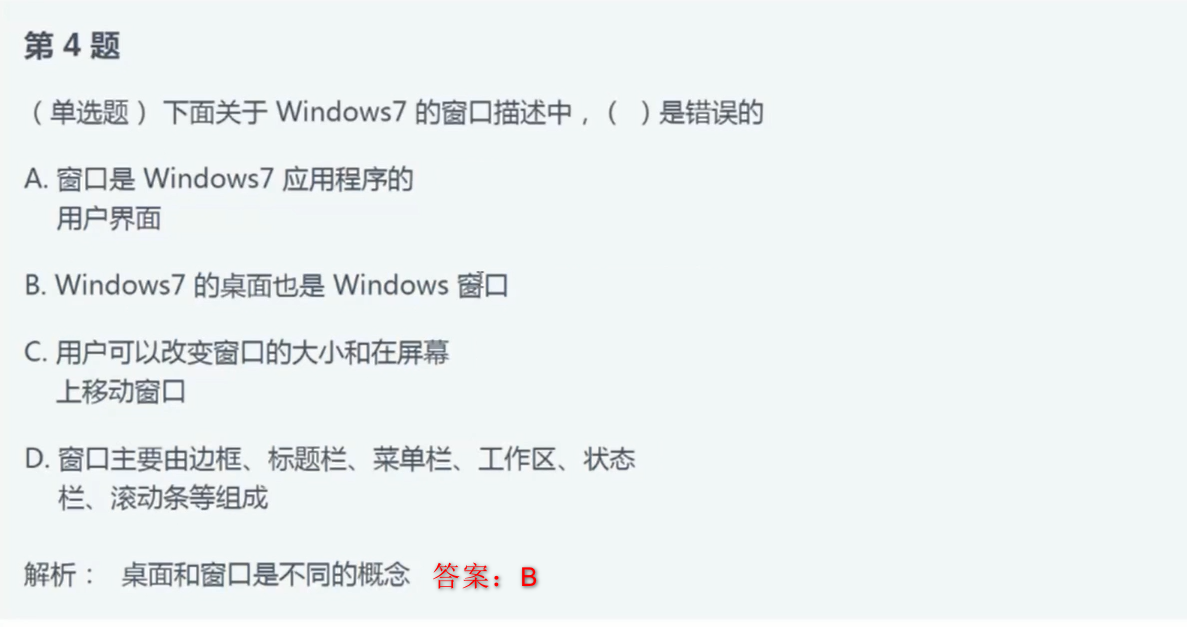 第 4 题
（单选题）下面关于 Windows7 的窗口描述中，（ ）是错误的
A. 窗口是 Windows7 应用程序的
用户界面
B. Windows7 的桌面也是 Windows 窗口
C. 用户可以改变窗口的大小和在屏幕
上移动窗口
D. 窗口主要由边框、标题栏、菜单栏、工作区、状态
栏、滚动条等组成
解析： 桌面和窗口是不同的概念 答案：B